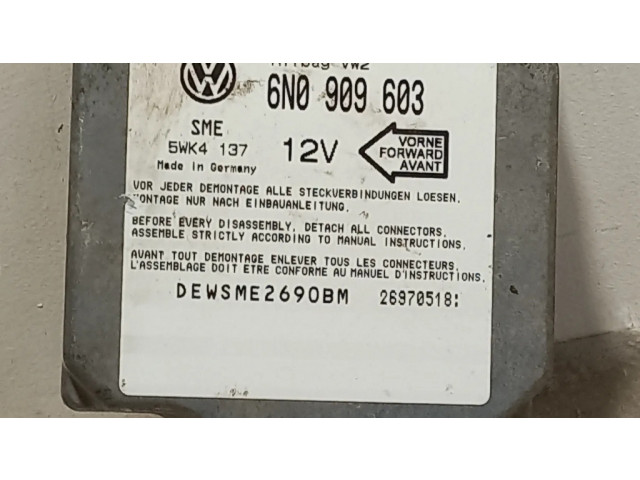 Airbag VW2
6N0 909 603
SME
5WK4 137
Made in Germany
12V
VORNE
FORWARD
AVANT
VOR JEDER DEMONTAGE ALLE STECKVERBINDUNGEN LOESEN.
MONTAGE NUR NACH EINBAUANLEITUNG.
BEFORE EVERY DISASSEMBLY, DETACH ALL CONNECTORS.
ASSEMBLE STRICTLY ACCORDING TO MANUAL INSTRUCTIONS.
AVANT TOUT DEMONTAGE ENLEVER TOUS LES CONNECTEURS.
L'ASSEMBLAGE DOIT ETRE CONFORME AU MANUEL D'INSTRUCTIONS.
DEWSME2690BM 26970518: